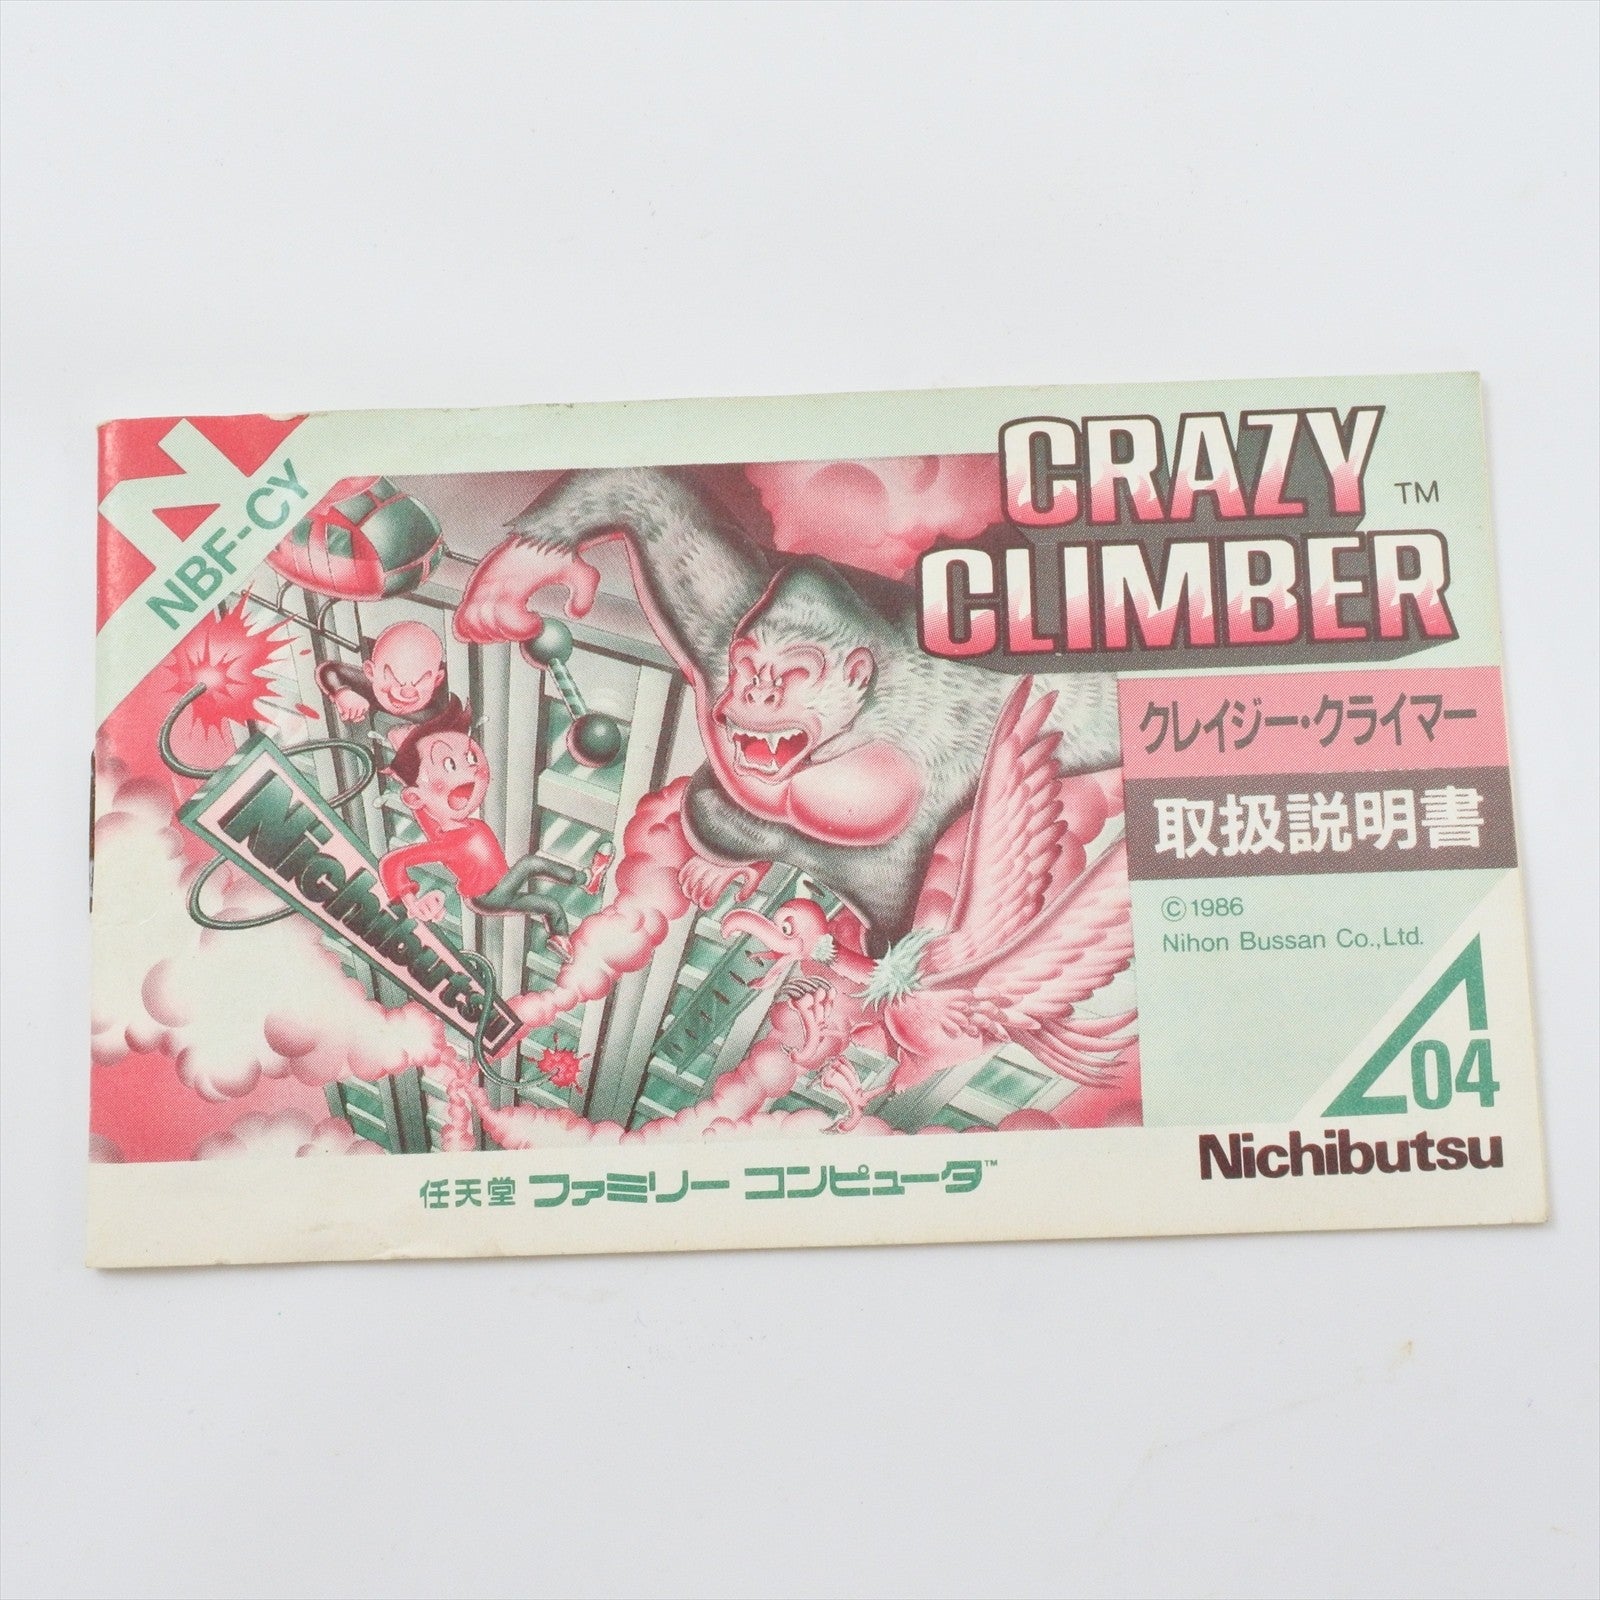 NBF-CY
CRAZY
CLIMBER™
クレイジー・クライマー
取扱説明書
©1986
Nihon Bussan Co.,Ltd.
04
Nichibutsu
Nichibutsu
任天堂 ファミリー コンピュータ™